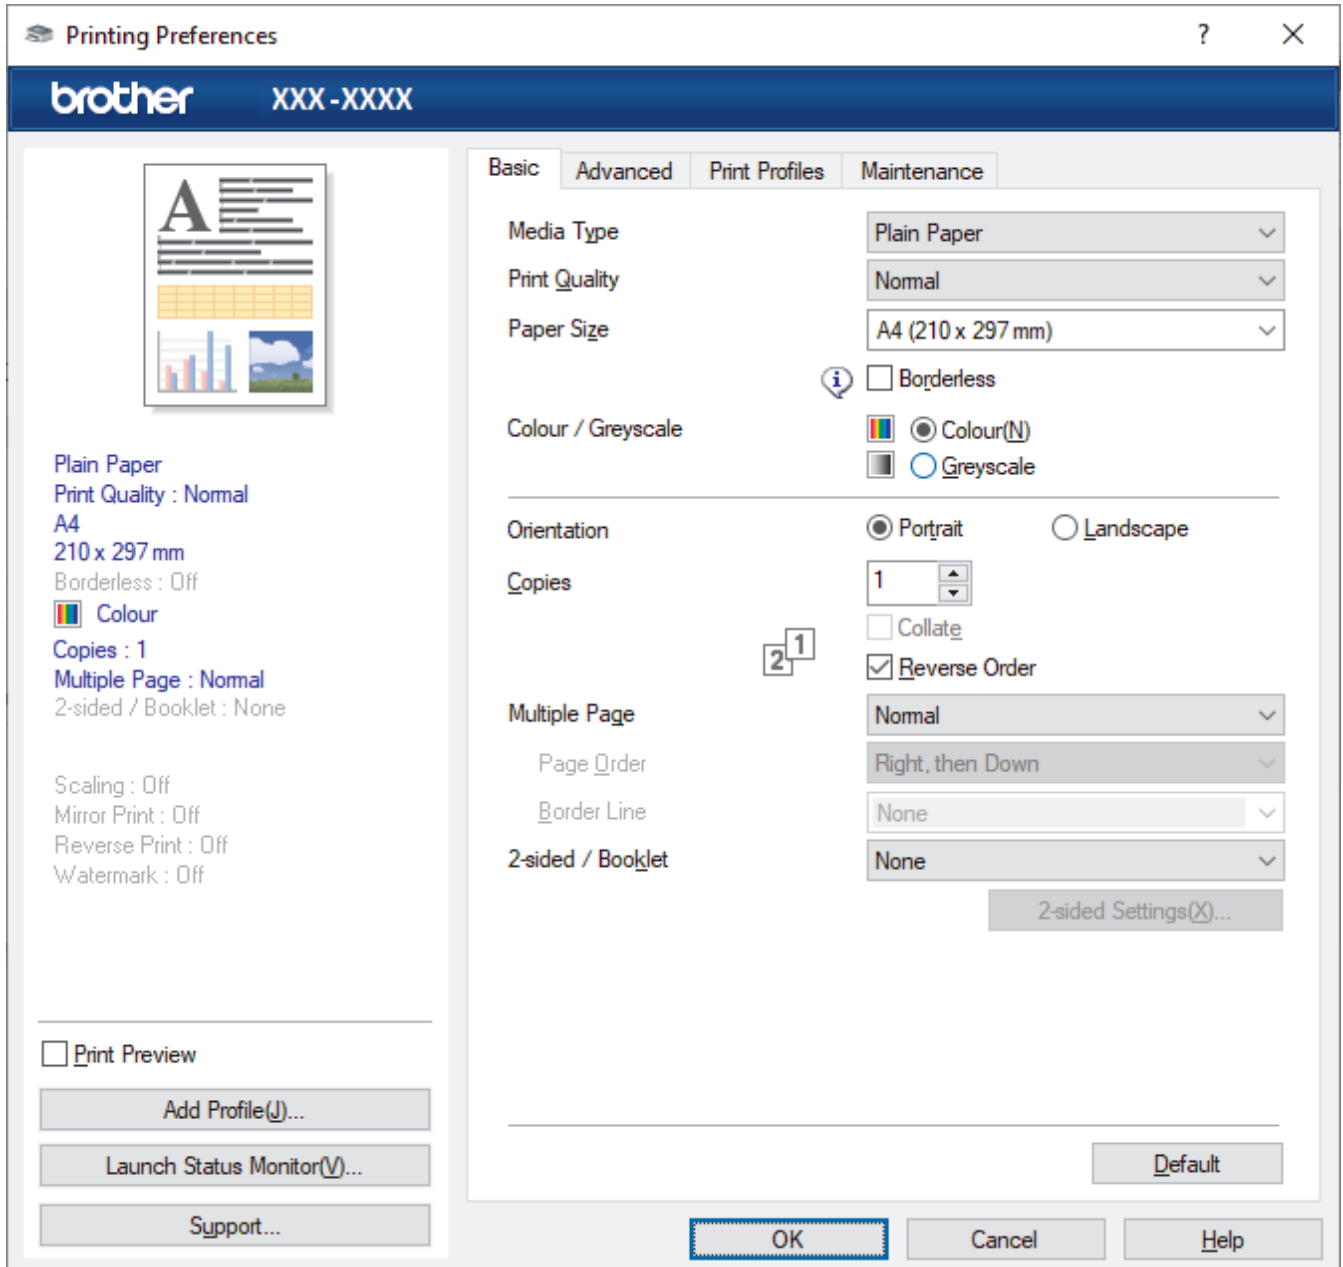 Printing Preferences
?
brother XXX-XXXX
A
Plain Paper
Print Quality : Normal
A4
210 x 297 mm
Borderless : Off
Colour
Copies : 1
Multiple Page : Normal
2-sided / Booklet : None
Scaling : Off
Mirror Print : Off
Reverse Print : Off
Watermark : Off
Print Preview
Add Profile(J)...
Launch Status Monitor(V)...
Support...
Basic Advanced Print Profiles Maintenance
Media Type Plain Paper
Print Quality Normal
Paper Size A4 (210 x 297 mm)
i Borderless
Colour / Greyscale Colour(N)
Greyscale
Orientation Portrait Landscape
Copies 1
Collate
2 1 Reverse Order
Multiple Page Normal
Page Order Right, then Down
Border Line None
2-sided / Booklet None
2-sided Settings(X)...
Default
OK Cancel Help